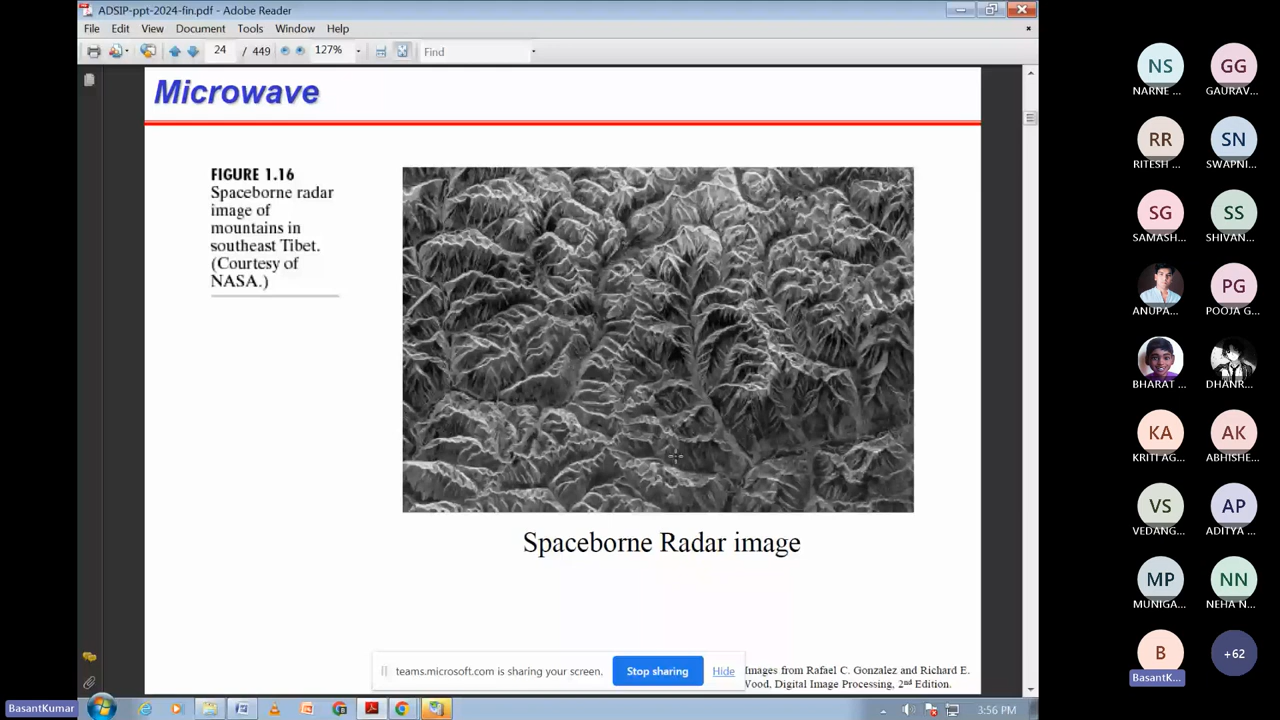 ADSIP-ppt-2024-fin.pdf - Adobe Reader
File Edit View Document Tools Window Help
24 / 449 127% Find
Microwave
FIGURE 1.16
Spaceborne radar
image of
mountains in
southeast Tibet.
(Courtesy of
NASA.)
Spaceborne Radar image
teams.microsoft.com is sharing your screen. Stop sharing Hide
Images from Rafael C. Gonzalez and Richard E.
Wood, Digital Image Processing, 2nd Edition.
BasantKumar
3:56 PM
NS GG
NARNE ... GAURAV...
RR SN
RITESH ... SWAPNI...
SG SS
SAMASH... SHIVAN...
PG
ANUPA... POOJA G...
BHARAT ... DHANR...
KA AK
KRITI AG... ABHISHE...
VS AP
VEDANG... ADITYA ...
MP NN
MUNIGA... NEHA N...
B +62
BasantK...